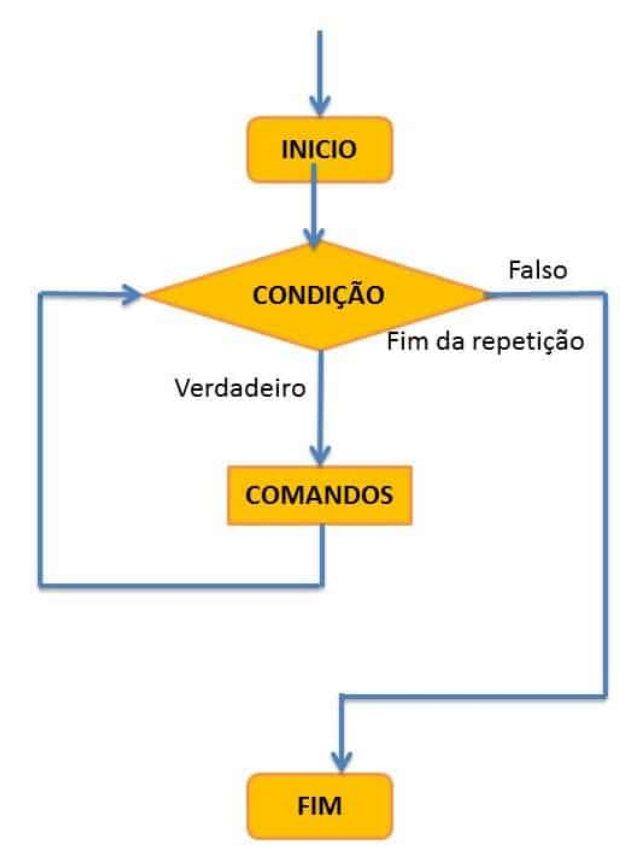 INICIO
CONDIÇÃO
Falso
Fim da repetição
Verdadeiro
COMANDOS
FIM